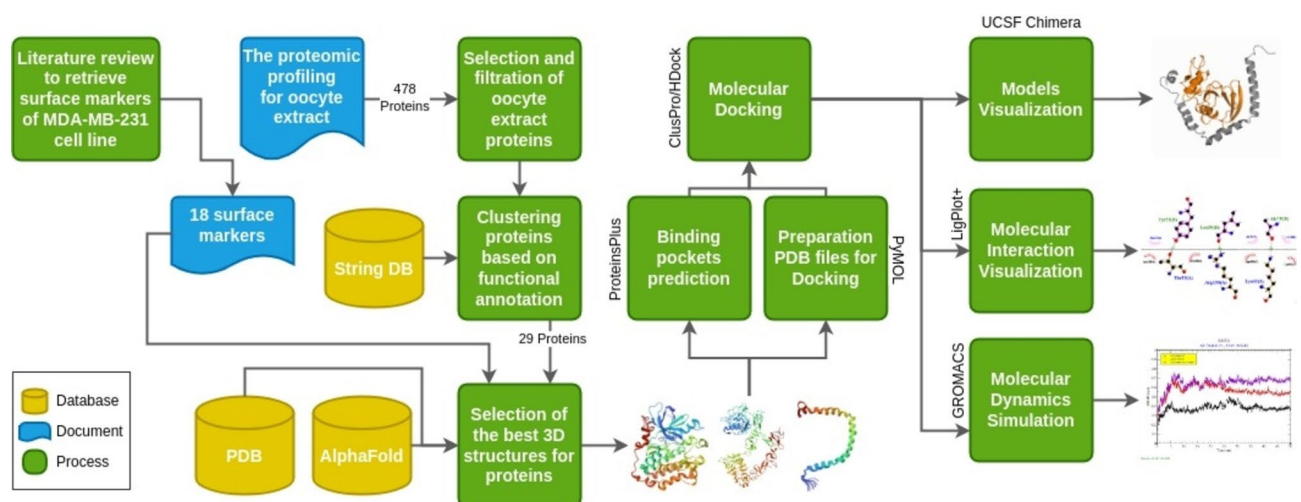 Literature review
to retrieve
surface markers
of MDA-MB-231
cell line
The proteomic
profiling
for oocyte
extract
478
Proteins
Selection and
filtration of
oocyte
extract proteins
18 surface
markers
String DB
Clustering
proteins
based on
functional
annotation
29 Proteins
PDB
AlphaFold
Selection of
the best 3D
structures for
proteins
Database
Document
Process
ProteinsPlus
Binding
pockets
prediction
Preparation
PDB files for
Docking
PyMOL
ClusPro/HDock
Molecular
Docking
UCSF Chimera
Models
Visualization
LigPlot+
Molecular
Interaction
Visualization
GROMACS
Molecular
Dynamics
Simulation